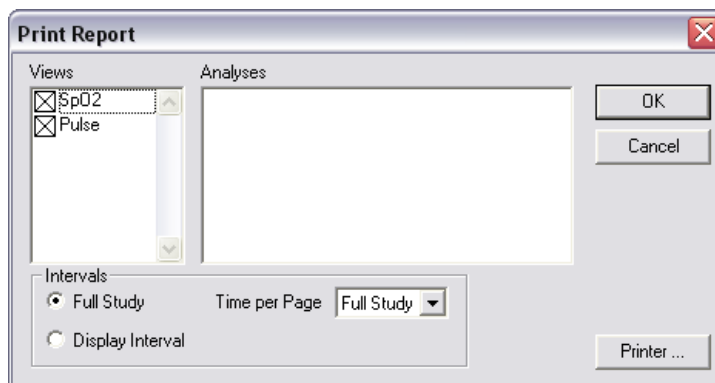 Print Report
Views
Analyses
SpO2
Pulse
OK
Cancel
Intervals
Full Study
Time per Page
Full Study
Display Interval
Printer ...